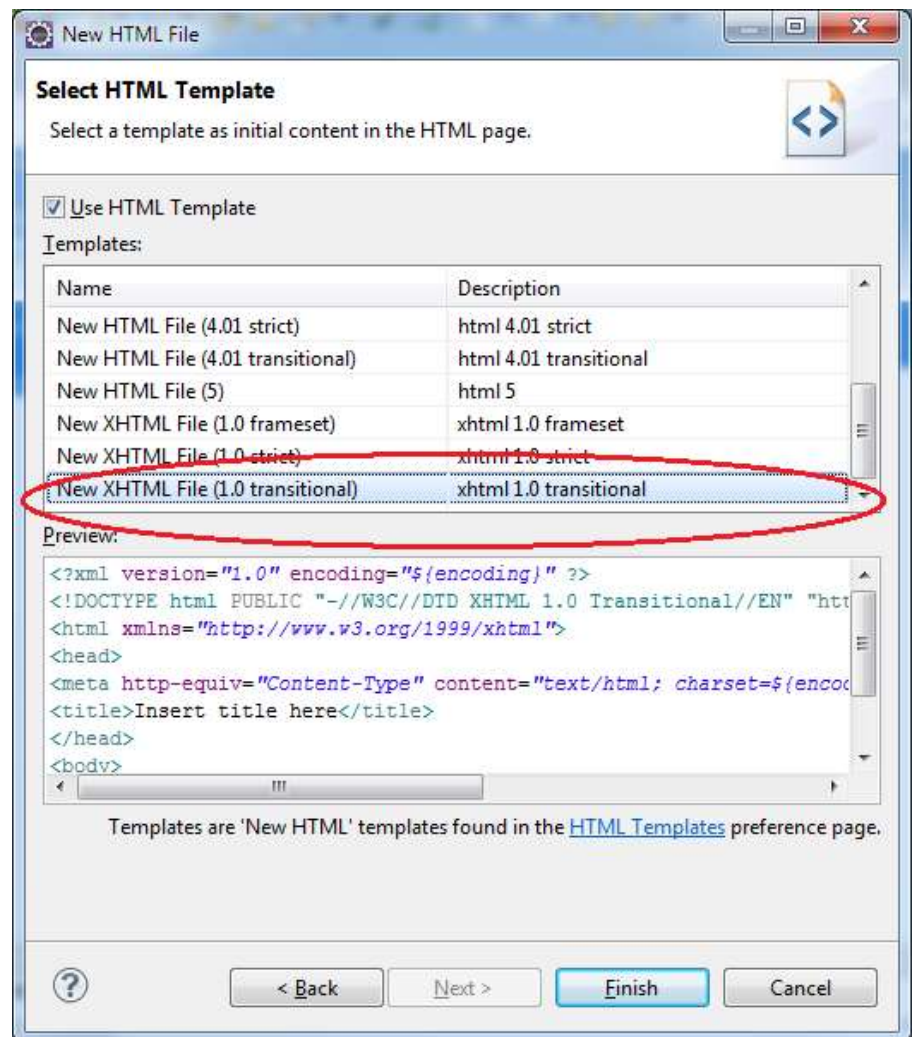 New HTML File
Select HTML Template
Select a template as initial content in the HTML page.
Use HTML Template
Templates:
Name Description
New HTML File (4.01 strict) html 4.01 strict
New HTML File (4.01 transitional) html 4.01 transitional
New HTML File (5) html 5
New XHTML File (1.0 frameset) xhtml 1.0 frameset
New XHTML File (1.0 strict) xhtml 1.0 strict
New XHTML File (1.0 transitional) xhtml 1.0 transitional
Preview:
<?xml version="1.0" encoding="${encoding}" ?>
<!DOCTYPE html PUBLIC "-//W3C//DTD XHTML 1.0 Transitional//EN" "htt
<html xmlns="http://www.w3.org/1999/xhtml">
<head>
<meta http-equiv="Content-Type" content="text/html; charset=${encod
<title>Insert title here</title>
</head>
<body>
Templates are 'New HTML' templates found in the HTML Templates preference page.
? < Back Next > Finish Cancel